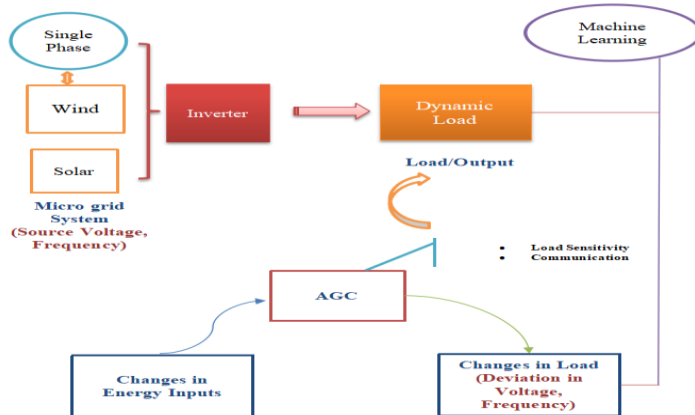 Single
Phase
Machine
Learning
Wind
Inverter
Dynamic
Load
Solar
Load/Output
Micro grid
System
(Source Voltage,
Frequency)
• Load Sensitivity
• Communication
AGC
Changes in
Energy Inputs
Changes in Load
(Deviation in
Voltage,
Frequency)